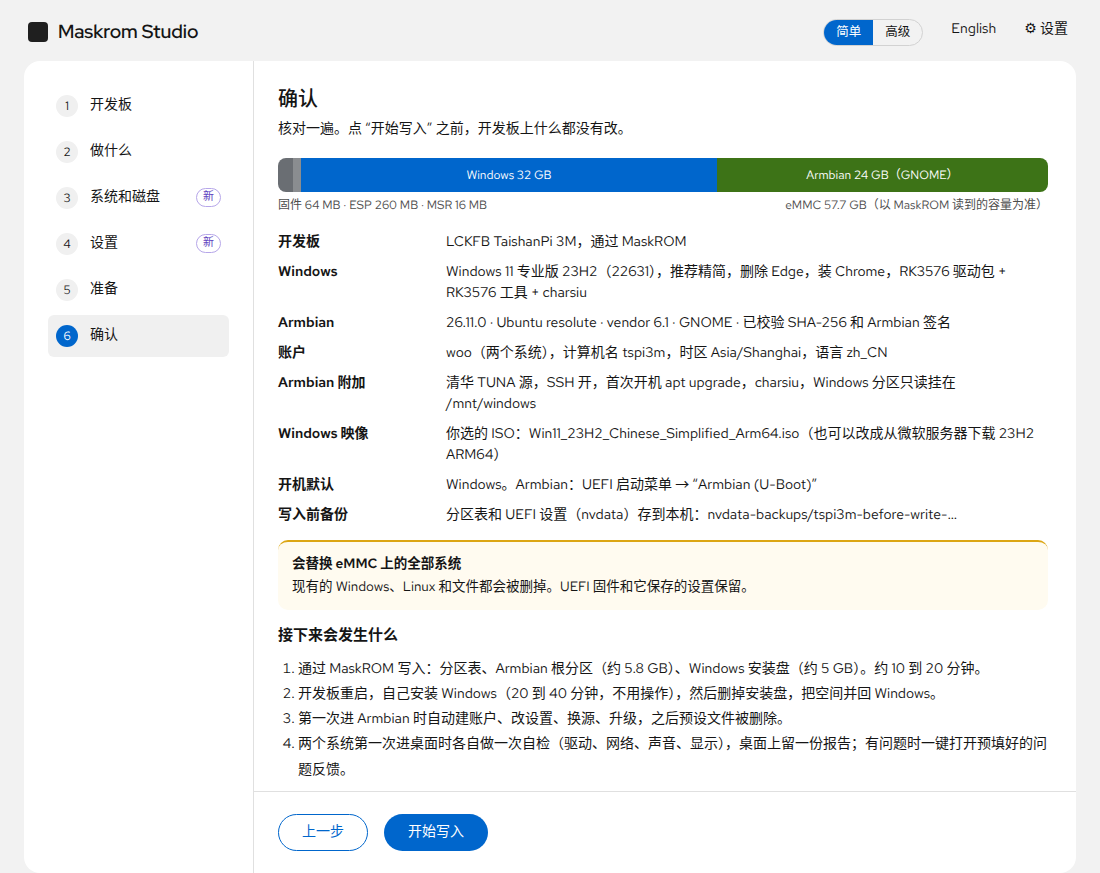 Maskrom Studio
简单 高级 English ⚙ 设置
1 开发板
2 做什么
3 系统和磁盘 新
4 设置 新
5 准备
6 确认
确认
核对一遍。点“开始写入”之前，开发板上什么都没有改。
Windows 32 GB Armbian 24 GB（GNOME）
固件 64 MB · ESP 260 MB · MSR 16 MB eMMC 57.7 GB（以 MaskROM 读到的容量为准）
开发板 LCKFB TaishanPi 3M，通过 MaskROM
Windows Windows 11 专业版 23H2（22631），推荐精简，删除 Edge，装 Chrome，RK3576 驱动包 +
RK3576 工具 + charsiu
Armbian 26.11.0 · Ubuntu resolute · vendor 6.1 · GNOME · 已校验 SHA-256 和 Armbian 签名
账户 woo（两个系统），计算机名 tspi3m，时区 Asia/Shanghai，语言 zh_CN
Armbian 附加 清华 TUNA 源，SSH 开，首次开机 apt upgrade，charsiu，Windows 分区只读挂在
/mnt/windows
Windows 映像 你选的 ISO：Win11_23H2_Chinese_Simplified_Arm64.iso（也可以改成从微软服务器下载 23H2
ARM64）
开机默认 Windows。Armbian：UEFI 启动菜单 → “Armbian (U-Boot)”
写入前备份 分区表和 UEFI 设置（nvdata）存到本机：nvdata-backups/tspi3m-before-write-...
会替换 eMMC 上的全部系统
现有的 Windows、Linux 和文件都会被删掉。UEFI 固件和它保存的设置保留。
接下来会发生什么
1. 通过 MaskROM 写入：分区表、Armbian 根分区（约 5.8 GB）、Windows 安装盘（约 5 GB）。约 10 到 20 分钟。
2. 开发板重启，自己安装 Windows（20 到 40 分钟，不用操作），然后删掉安装盘，把空间并回 Windows。
3. 第一次进 Armbian 时自动建账户、改设置、换源、升级，之后预设文件被删除。
4. 两个系统第一次进桌面时各自做一次自检（驱动、网络、声音、显示），桌面上留一份报告；有问题时一键打开预填好的问
题反馈。
上一步 开始写入